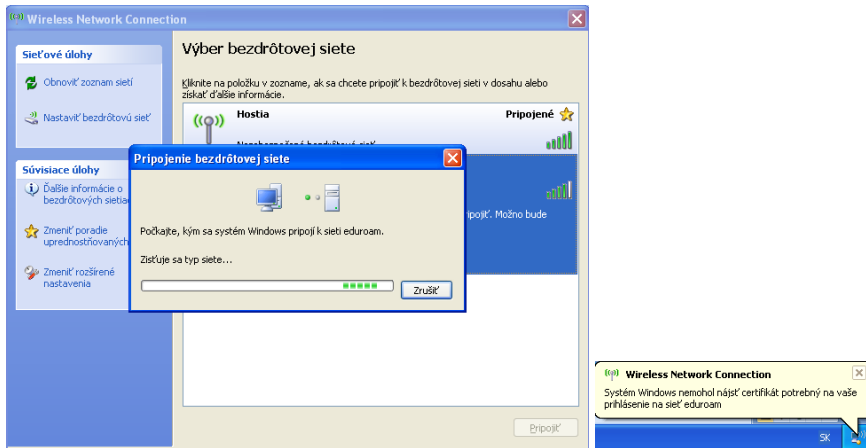 Wireless Network Connection
Sieťové úlohy
Obnoviť zoznam sietí
Nastaviť bezdrôtovú sieť
Súvisiace úlohy
Ďalšie informácie o
bezdrôtových
Zmeniť poradie
uprednostňovaných
Zmeniť rozšírené
nastavenia
Výber bezdrôtovej siete
Kliknite na položku v zozname, ak sa chcete pripojiť k bezdrôtovej sieti v dosahu alebo
získať ďalšie informácie.
Hostia
Pripojené
Možno bude
Pripojenie bezdrôtovej siete
Počkajte, kým sa systém Windows pripojí k sieti eduroam.
Zisťuje sa typ siete...
Zrušiť
Pripojiť
Wireless Network Connection
Systém Windows nemohol nájsť certifikát potrebný na vaše
prihlásenie na sieť eduroam
SK